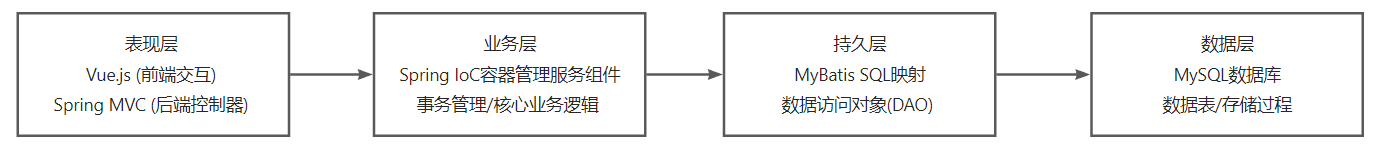 表现层
Vue.js (前端交互)
Spring MVC (后端控制器)
业务层
Spring IoC容器管理服务组件
事务管理/核心业务逻辑
持久层
MyBatis SQL映射
数据访问对象(DAO)
数据层
MySQL数据库
数据表/存储过程